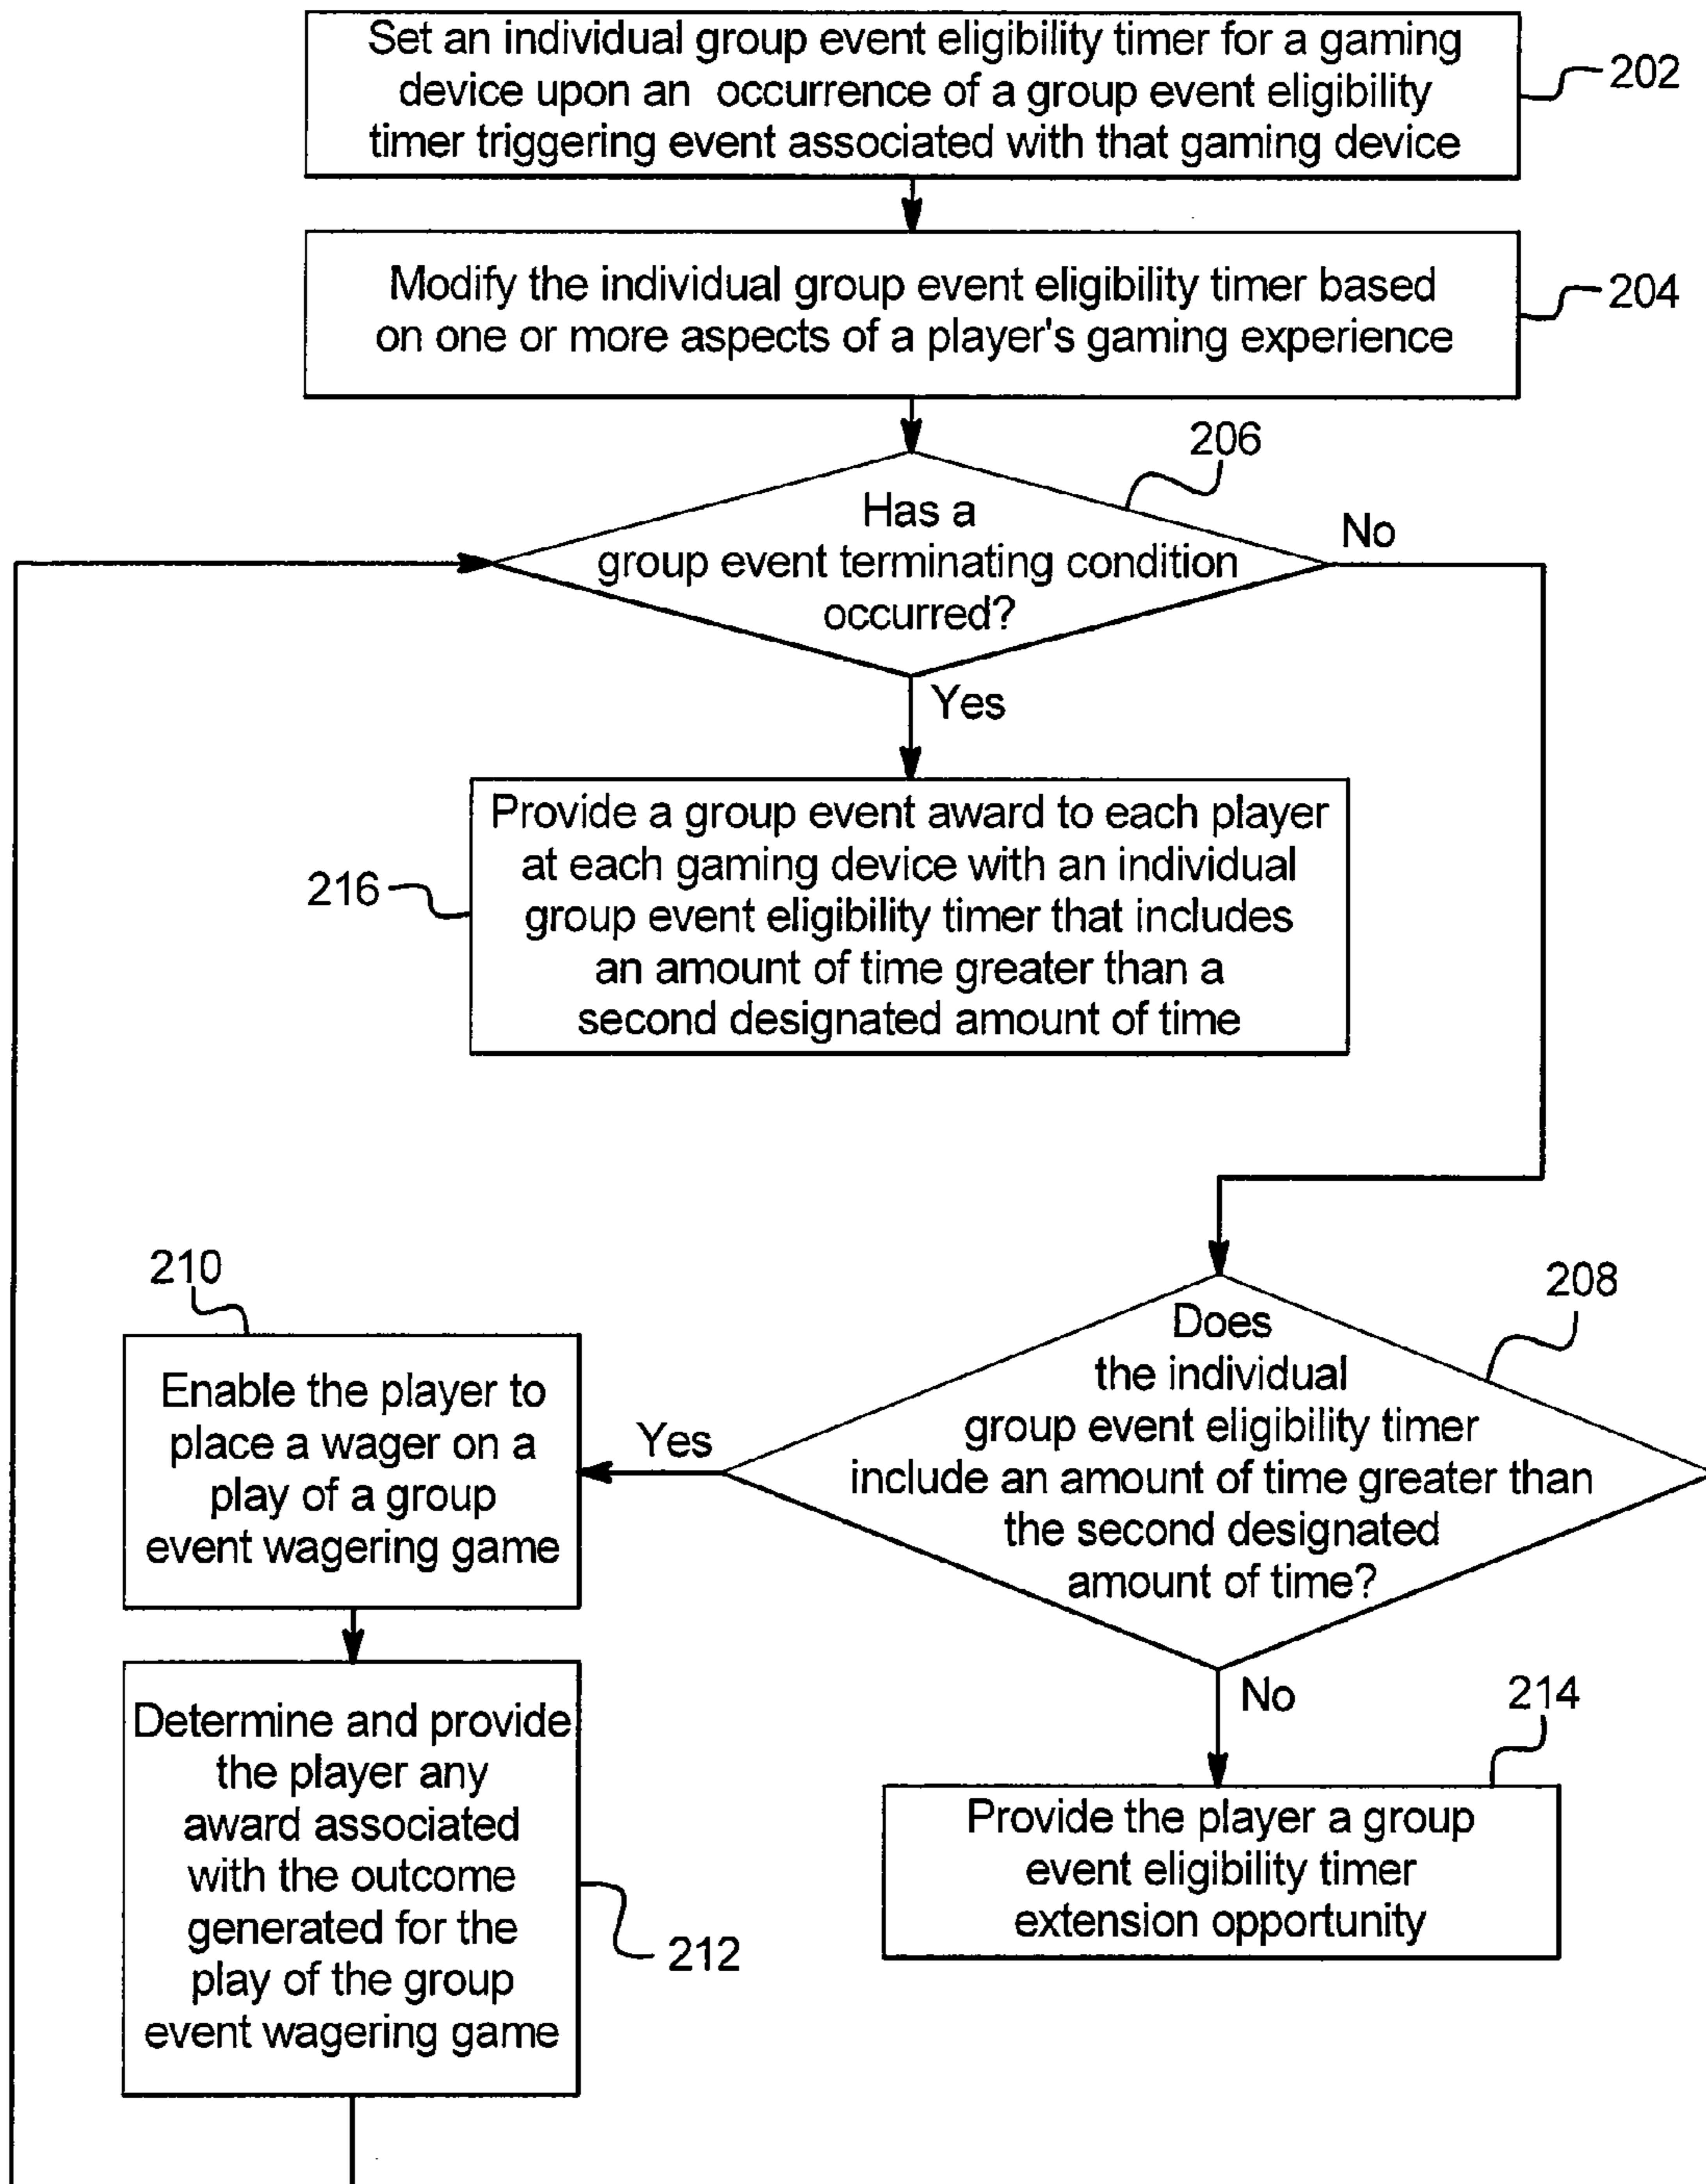 Set an individual group event eligibility timer for a gaming
device upon an occurrence of a group event eligibility
timer triggering event associated with that gaming device
202
Modify the individual group event eligibility timer based
on one or more aspects of a player's gaming experience
204
206
Has a
group event terminating condition
occurred?
No
Yes
Provide a group event award to each player
at each gaming device with an individual
group event eligibility timer that includes
an amount of time greater than a
second designated amount of time
216
208
Does
the individual
group event eligibility timer
include an amount of time greater than
the second designated
amount of time?
Yes
210
Enable the player to
place a wager on a
play of a group
event wagering game
Determine and provide
the player any
award associated
with the outcome
generated for the
play of the group
event wagering game
212
No
214
Provide the player a group
event eligibility timer
extension opportunity